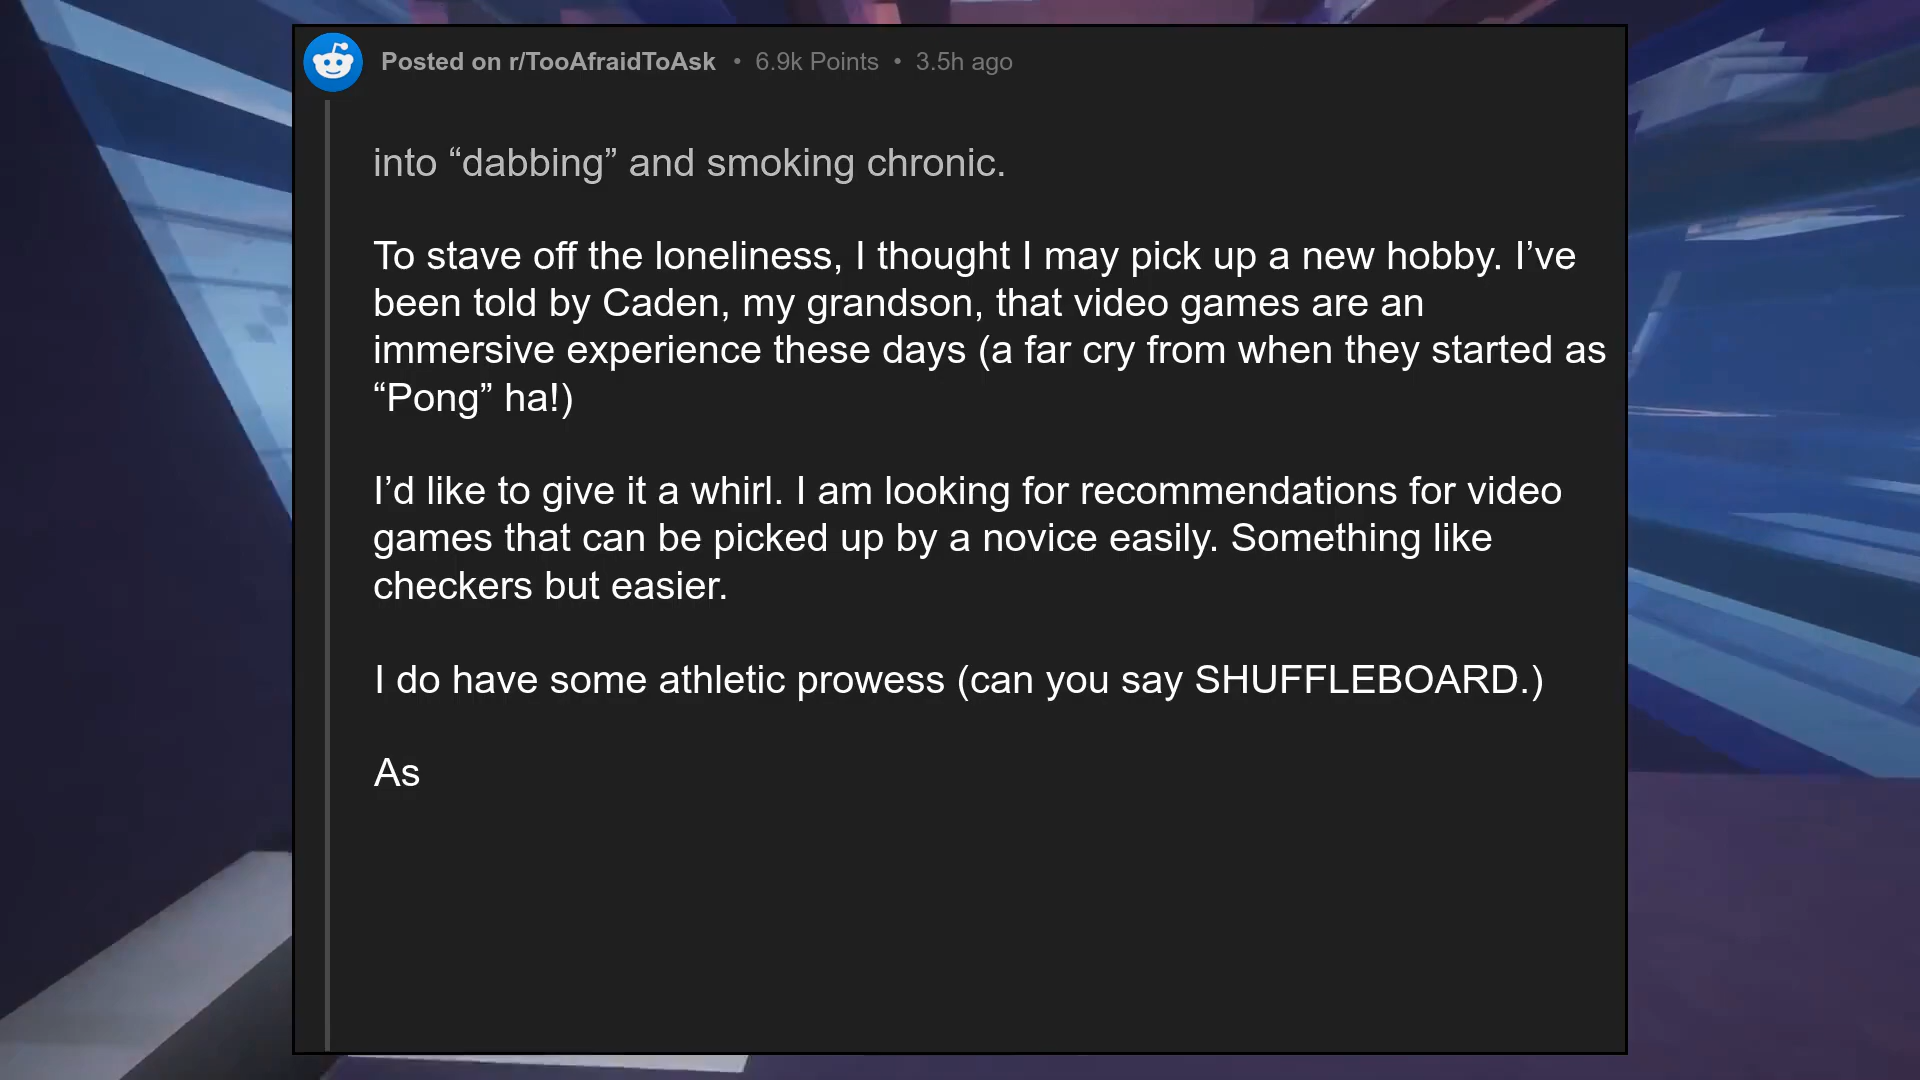 Posted on r/TooAfraidToAsk • 6.9k Points • 3.5h ago
into “dabbing” and smoking chronic.
To stave off the loneliness, I thought I may pick up a new hobby. I’ve
been told by Caden, my grandson, that video games are an
immersive experience these days (a far cry from when they started as
“Pong” ha!)
I’d like to give it a whirl. I am looking for recommendations for video
games that can be picked up by a novice easily. Something like
checkers but easier.
I do have some athletic prowess (can you say SHUFFLEBOARD.)
As